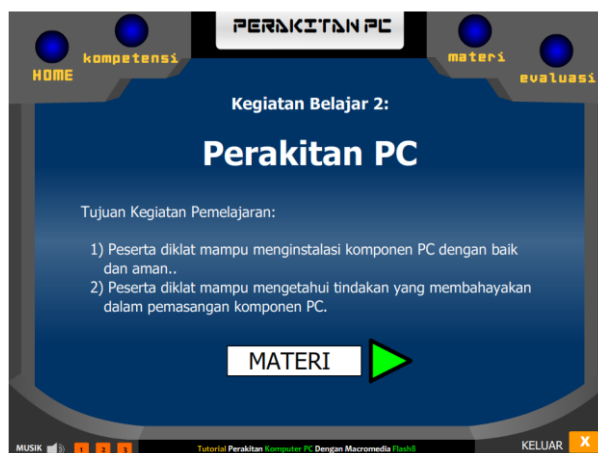 PERAKITAN PC
HOME
kompetensi
materi
evaluasi
Kegiatan Belajar 2:
Perakitan PC
Tujuan Kegiatan Pemelajaran:
1) Peserta diklat mampu menginstalasi komponen PC dengan baik
dan aman..
2) Peserta diklat mampu mengetahui tindakan yang membahayakan
dalam pemasangan komponen PC.
MATERI
MUSIK
1 2 3
Tutorial Perakitan Komputer PC Dengan Macromedia Flash8
KELUAR X